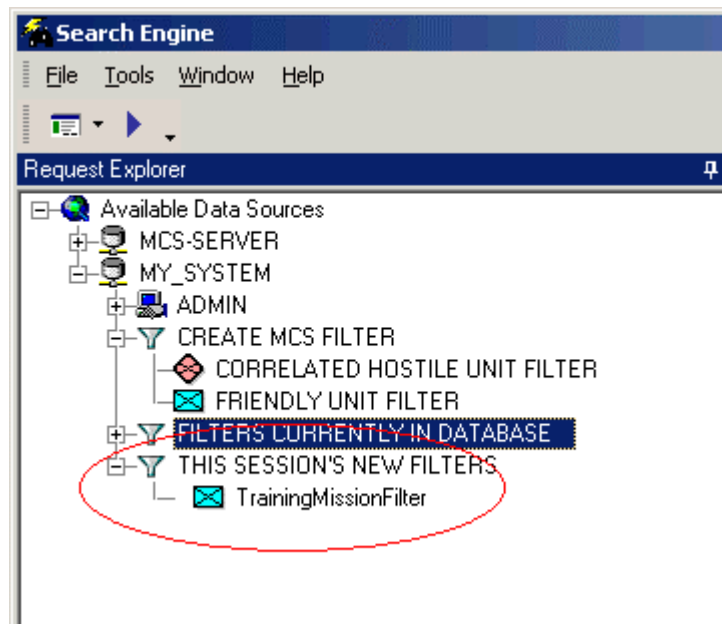 Search Engine
File Tools Window Help
Request Explorer
Available Data Sources
MCS-SERVER
MY_SYSTEM
ADMIN
CREATE MCS FILTER
CORRELATED HOSTILE UNIT FILTER
FRIENDLY UNIT FILTER
FILTERS CURRENTLY IN DATABASE
THIS SESSION'S NEW FILTERS
TrainingMissionFilter